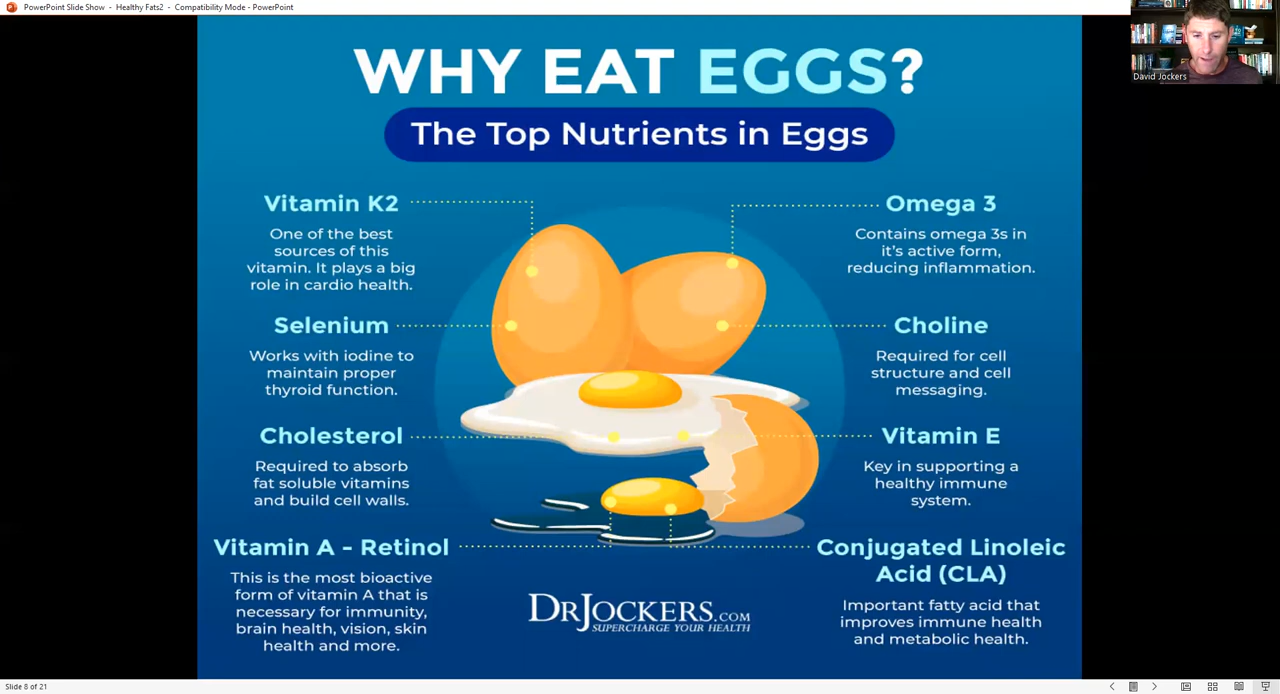 PowerPoint Slide Show - Healthy Fats2 - Compatibility Mode - PowerPoint
David Jockers
WHY EAT EGGS?
The Top Nutrients in Eggs
Vitamin K2
One of the best
sources of this
vitamin. It plays a big
role in cardio health.
Selenium
Works with iodine to
maintain proper
thyroid function.
Cholesterol
Required to absorb
fat soluble vitamins
and build cell walls.
Vitamin A - Retinol
This is the most bioactive
form of vitamin A that is
necessary for immunity,
brain health, vision, skin
health and more.
Omega 3
Contains omega 3s in
it's active form,
reducing inflammation.
Choline
Required for cell
structure and cell
messaging.
Vitamin E
Key in supporting a
healthy immune
system.
Conjugated Linoleic
Acid (CLA)
Important fatty acid that
improves immune health
and metabolic health.
DRJOCKERS.COM
SUPERCHARGE YOUR HEALTH
Slide 8 of 21